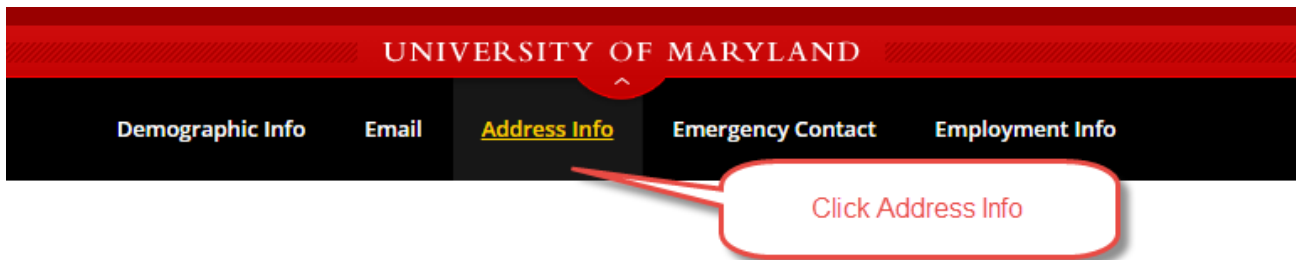 UNIVERSITY OF MARYLAND
Demographic Info Email Address Info Emergency Contact Employment Info
Click Address Info